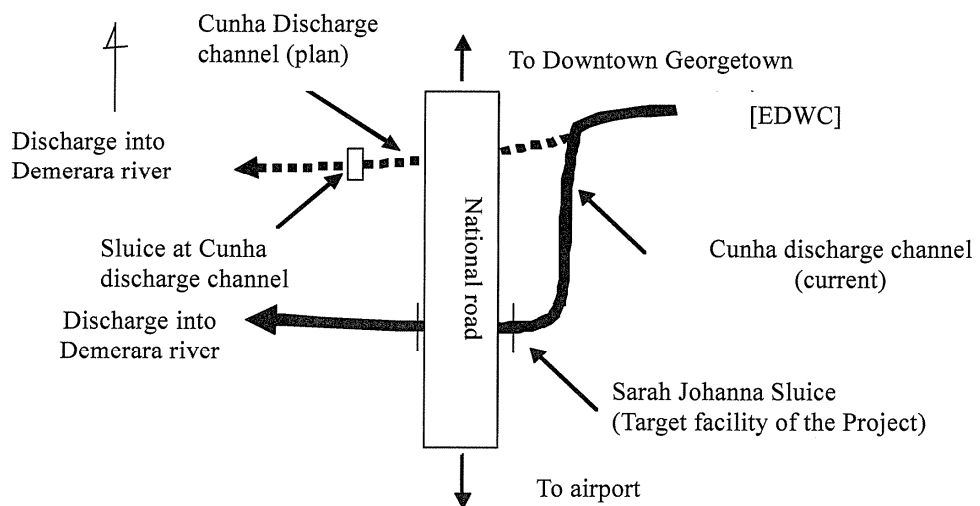 Cunha Discharge
channel (plan)
To Downtown Georgetown
[EDWC]
Discharge into
Demerara river
National road
Sluice at Cunha
discharge channel
Cunha discharge channel
(current)
Discharge into
Demerara river
Sarah Johanna Sluice
(Target facility of the Project)
To airport